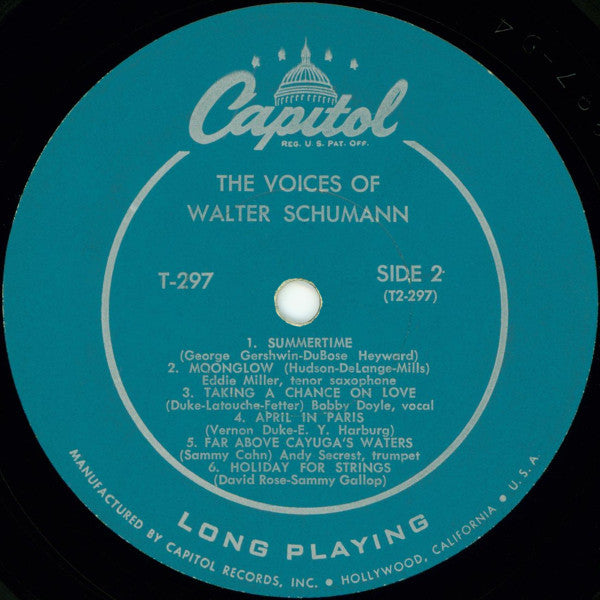 Capitol
REG. U. S. PAT. OFF.
THE VOICES OF
WALTER SCHUMANN
T-297
SIDE 2
(T2-297)
1. SUMMERTIME
(George Gershwin-DuBose Heyward)
2. MOONGLOW (Hudson-DeLange-Mills)
Eddie Miller, tenor saxophone
3. TAKING A CHANCE ON LOVE
(Duke-Latouche-Fetter) Bobby Doyle, vocal
4. APRIL IN PARIS
(Vernon Duke-E. Y. Harburg)
5. FAR ABOVE CAYUGA'S WATERS
(Sammy Cahn) Andy Secrest, trumpet
6. HOLIDAY FOR STRINGS
(David Rose-Sammy Gallop)
LONG PLAYING
MANUFACTURED BY CAPITOL RECORDS, INC. • HOLLYWOOD, CALIFORNIA • U. S. A.